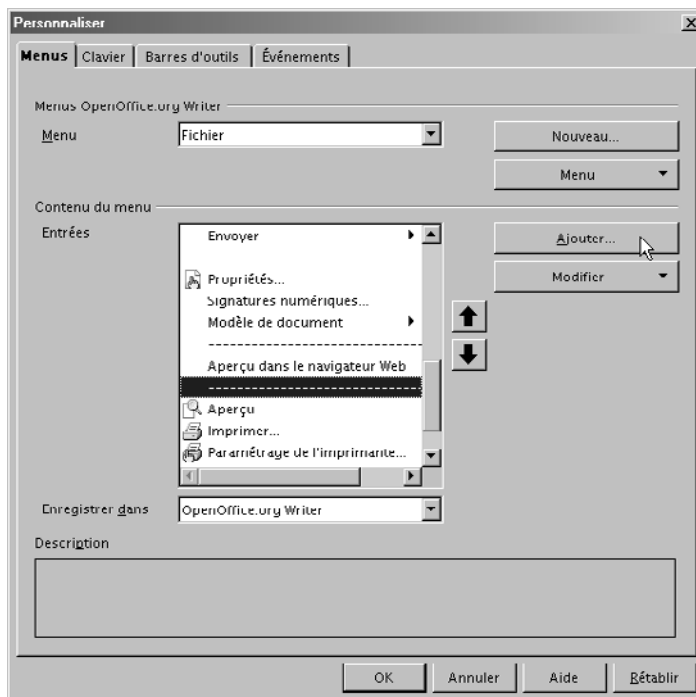 Personnaliser
Menus Clavier Barres d'outils Événements
Menus OpenOffice.org Writer
Menu Fichier Nouveau...
Menu
Contenu du menu
Entrées Envoyer Ajouter...
Propriétés... Modifier
Signatures numériques...
Modèle de document
Aperçu dans le navigateur Web
Aperçu
Imprimer...
Paramétrage de l'imprimante...
Enregistrer dans OpenOffice.org Writer
Description
OK Annuler Aide Rétablir